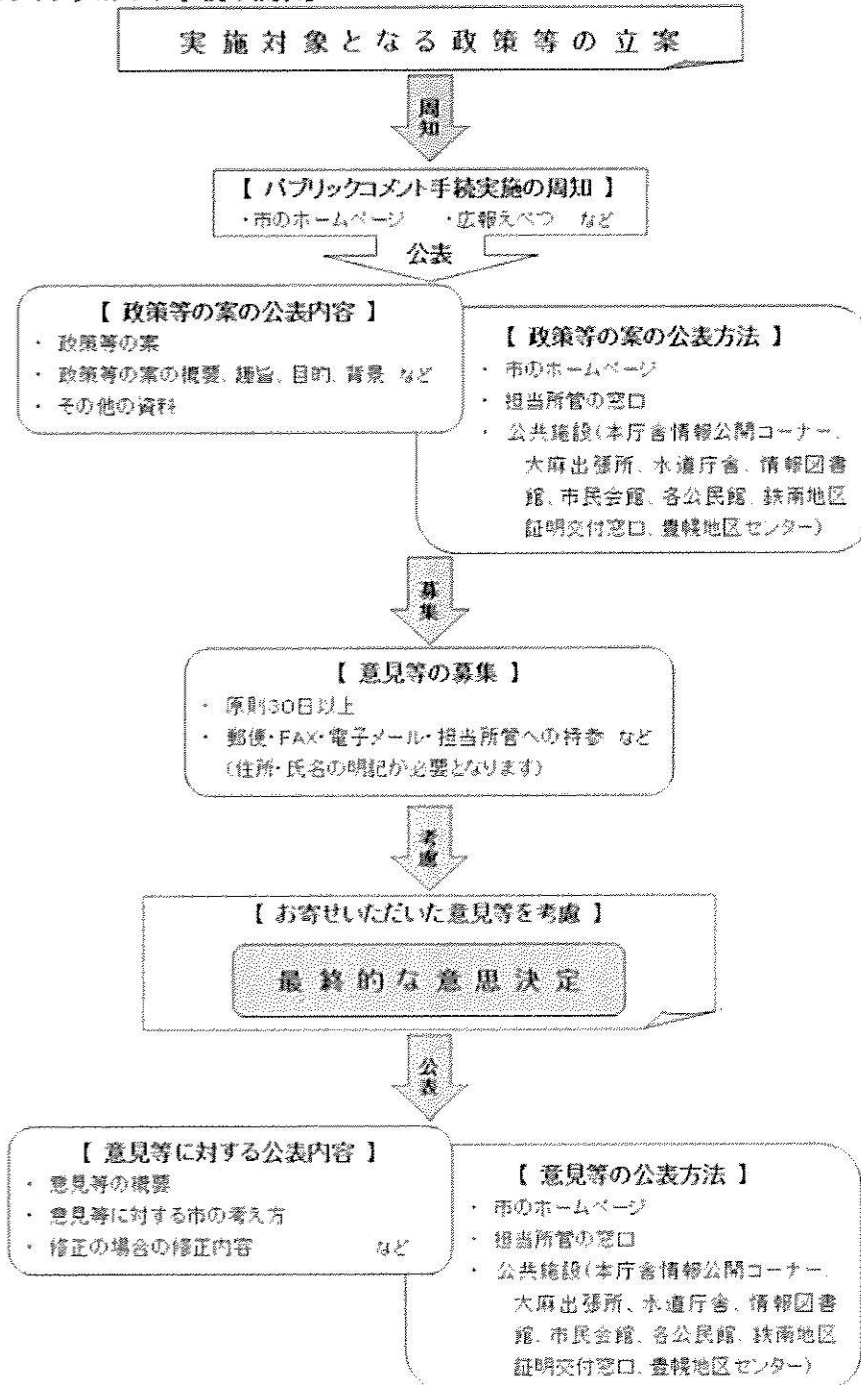 実施対象となる政策等の立案
周知
【 パブリックコメント手続実施の周知 】
・市のホームページ ・広報えべつ など
公表
【 政策等の案の公表内容 】
・ 政策等の案
・ 政策等の案の概要、趣旨、目的、背景 など
・ その他の資料
【 政策等の案の公表方法 】
・ 市のホームページ
・ 担当所管の窓口
・ 公共施設(本庁舎情報公開コーナー、
大麻出張所、水道庁舎、情報図書
館、市民会館、各公民館、鉄南地区
証明交付窓口、豊幌地区センター)
募集
【 意見等の募集 】
・ 原則30日以上
・ 郵便・FAX・電子メール・担当所管への持参 など
(住所・氏名の明記が必要となります)
考慮
【 お寄せいただいた意見等を考慮 】
最終的な意思決定
公表
【 意見等に対する公表内容 】
・ 意見等の概要
・ 意見等に対する市の考え方
・ 修正の場合の修正内容 など
【 意見等の公表方法 】
・ 市のホームページ
・ 担当所管の窓口
・ 公共施設(本庁舎情報公開コーナー、
大麻出張所、水道庁舎、情報図書
館、市民会館、各公民館、鉄南地区
証明交付窓口、豊幌地区センター)